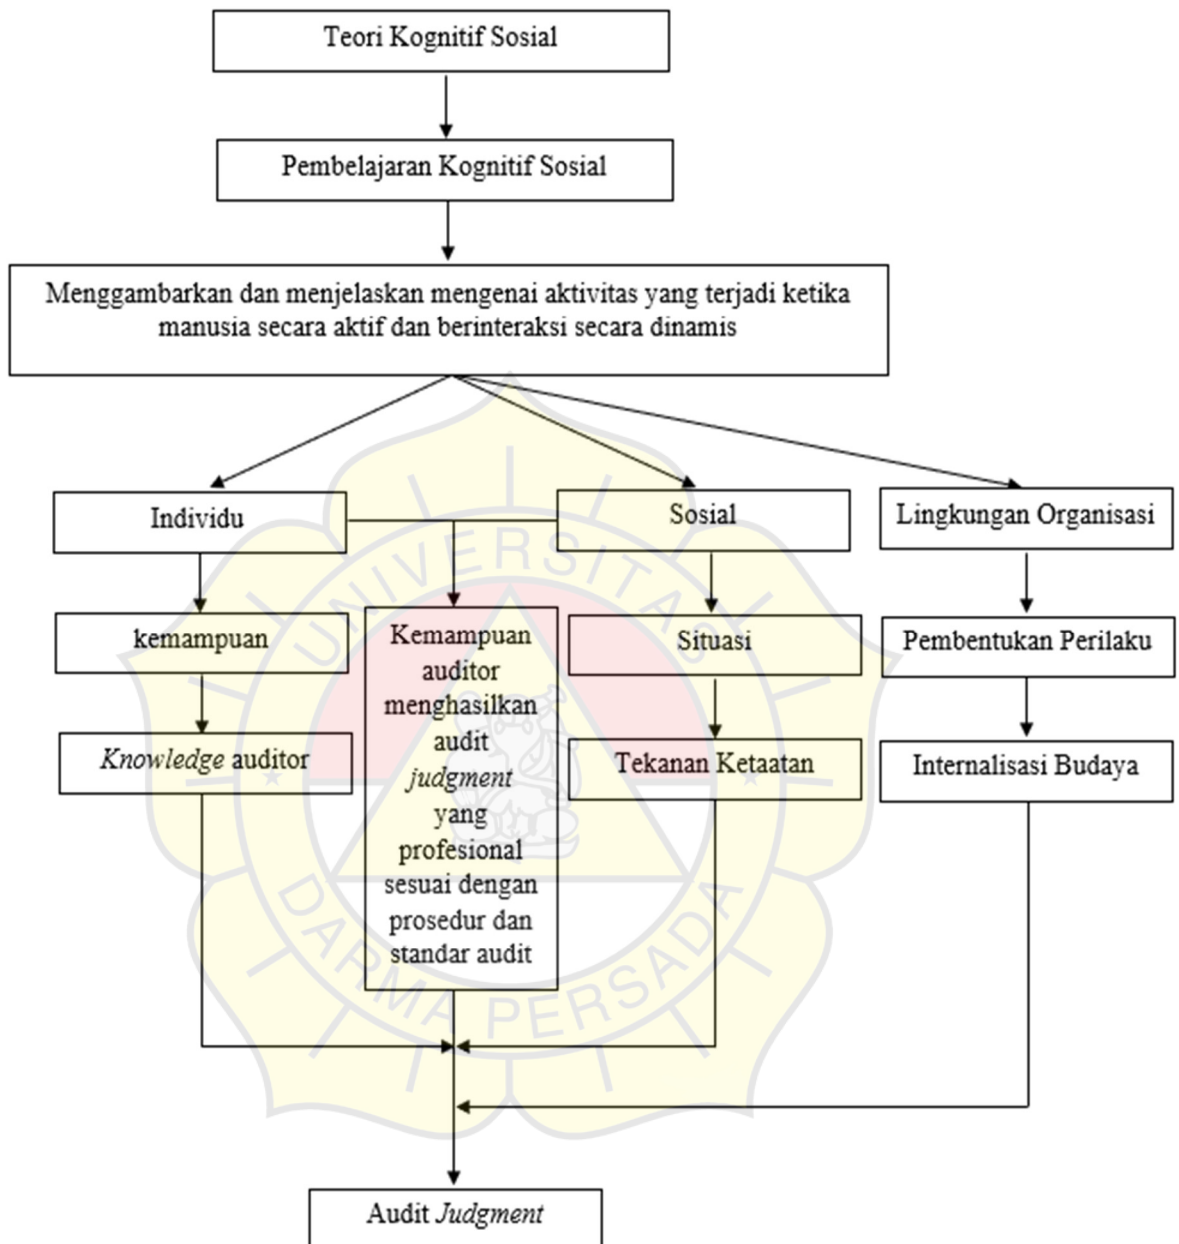 Teori Kognitif Sosial
Pembelajaran Kognitif Sosial
Menggambarkan dan menjelaskan mengenai aktivitas yang terjadi ketika
manusia secara aktif dan berinteraksi secara dinamis
Individu
Sosial
Lingkungan Organisasi
kemampuan
Kemampuan
auditor
menghasilkan
audit
judgment
yang
profesional
sesuai dengan
prosedur dan
standar audit
Situasi
Pembentukan Perilaku
Knowledge auditor
Tekanan Ketaatan
Internalisasi Budaya
Audit Judgment
UNIVERSITAS
DARMA PERSADA